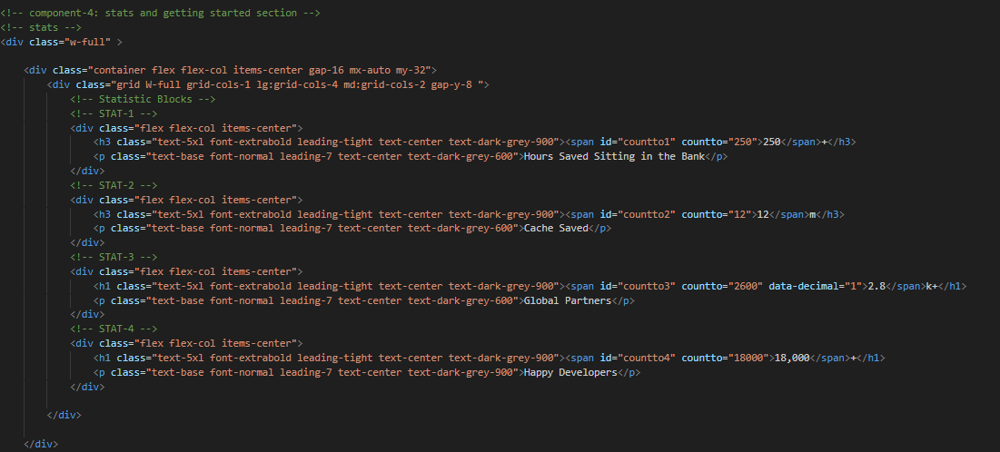 <!-- component-4: stats and getting started section -->
<!-- stats -->
<div class="w-full" >
<div class="container flex flex-col items-center gap-16 mx-auto my-32">
<div class="grid W-full grid-cols-1 lg:grid-cols-4 md:grid-cols-2 gap-y-8 ">
<!-- Statistic Blocks -->
<!-- STAT-1 -->
<div class="flex flex-col items-center">
<h3 class="text-5xl font-extrabold leading-tight text-center text-dark-grey-900"><span id="countto1" countto="250">250</span>+</h3>
<p class="text-base font-normal leading-7 text-center text-dark-grey-600">Hours Saved Sitting in the Bank</p>
</div>
<!-- STAT-2 -->
<div class="flex flex-col items-center">
<h3 class="text-5xl font-extrabold leading-tight text-center text-dark-grey-900"><span id="countto2" countto="12">12</span>m</h3>
<p class="text-base font-normal leading-7 text-center text-dark-grey-600">Cache Saved</p>
</div>
<!-- STAT-3 -->
<div class="flex flex-col items-center">
<h1 class="text-5xl font-extrabold leading-tight text-center text-dark-grey-900"><span id="countto3" countto="2600" data-decimal="1">2.8</span>k+</h1>
<p class="text-base font-normal leading-7 text-center text-dark-grey-600">Global Partners</p>
</div>
<!-- STAT-4 -->
<div class="flex flex-col items-center">
<h1 class="text-5xl font-extrabold leading-tight text-center text-dark-grey-900"><span id="countto4" countto="18000">18,000</span>+</h1>
<p class="text-base font-normal leading-7 text-center text-dark-grey-900">Happy Developers</p>
</div>
</div>
</div>